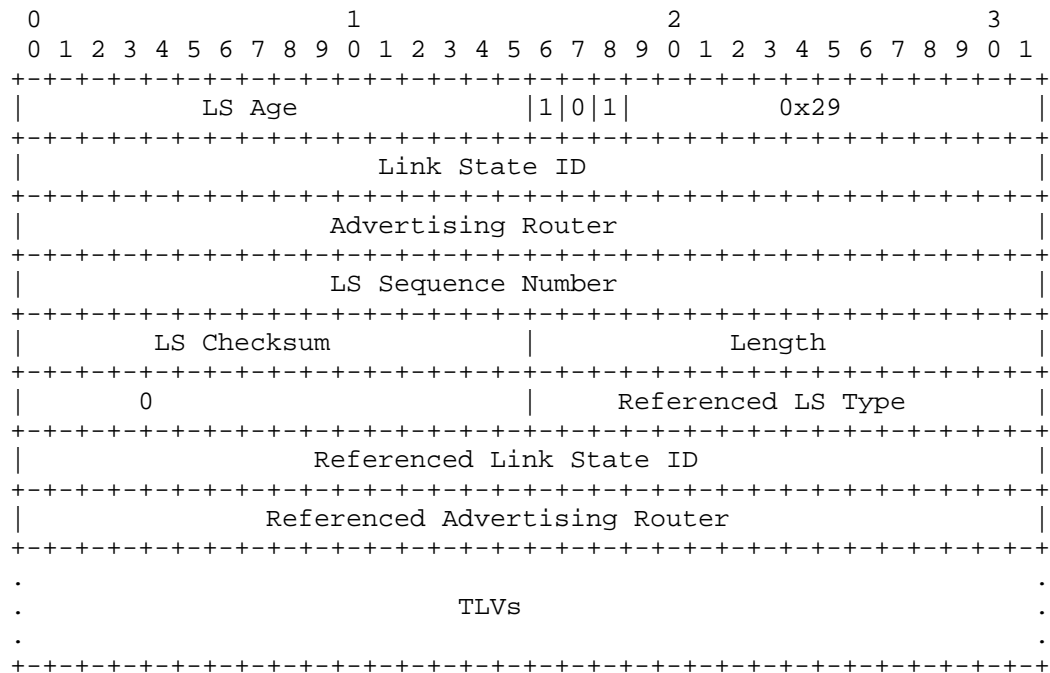 0                   1                   2                   3
 0 1 2 3 4 5 6 7 8 9 0 1 2 3 4 5 6 7 8 9 0 1 2 3 4 5 6 7 8 9 0 1
+-+-+-+-+-+-+-+-+-+-+-+-+-+-+-+-+-+-+-+-+-+-+-+-+-+-+-+-+-+-+-+-+
|           LS Age              |1|0|1|         0x29            |
+-+-+-+-+-+-+-+-+-+-+-+-+-+-+-+-+-+-+-+-+-+-+-+-+-+-+-+-+-+-+-+-+
|                      Link State ID                            |
+-+-+-+-+-+-+-+-+-+-+-+-+-+-+-+-+-+-+-+-+-+-+-+-+-+-+-+-+-+-+-+-+
|                   Advertising Router                          |
+-+-+-+-+-+-+-+-+-+-+-+-+-+-+-+-+-+-+-+-+-+-+-+-+-+-+-+-+-+-+-+-+
|                   LS Sequence Number                          |
+-+-+-+-+-+-+-+-+-+-+-+-+-+-+-+-+-+-+-+-+-+-+-+-+-+-+-+-+-+-+-+-+
|        LS Checksum            |            Length             |
+-+-+-+-+-+-+-+-+-+-+-+-+-+-+-+-+-+-+-+-+-+-+-+-+-+-+-+-+-+-+-+-+
|       0                       |     Referenced LS Type        |
+-+-+-+-+-+-+-+-+-+-+-+-+-+-+-+-+-+-+-+-+-+-+-+-+-+-+-+-+-+-+-+-+
|                  Referenced Link State ID                     |
+-+-+-+-+-+-+-+-+-+-+-+-+-+-+-+-+-+-+-+-+-+-+-+-+-+-+-+-+-+-+-+-+
|               Referenced Advertising Router                   |
+-+-+-+-+-+-+-+-+-+-+-+-+-+-+-+-+-+-+-+-+-+-+-+-+-+-+-+-+-+-+-+-+
.                                                               .
.                           TLVs                                .
.                                                               .
+-+-+-+-+-+-+-+-+-+-+-+-+-+-+-+-+-+-+-+-+-+-+-+-+-+-+-+-+-+-+-+-+